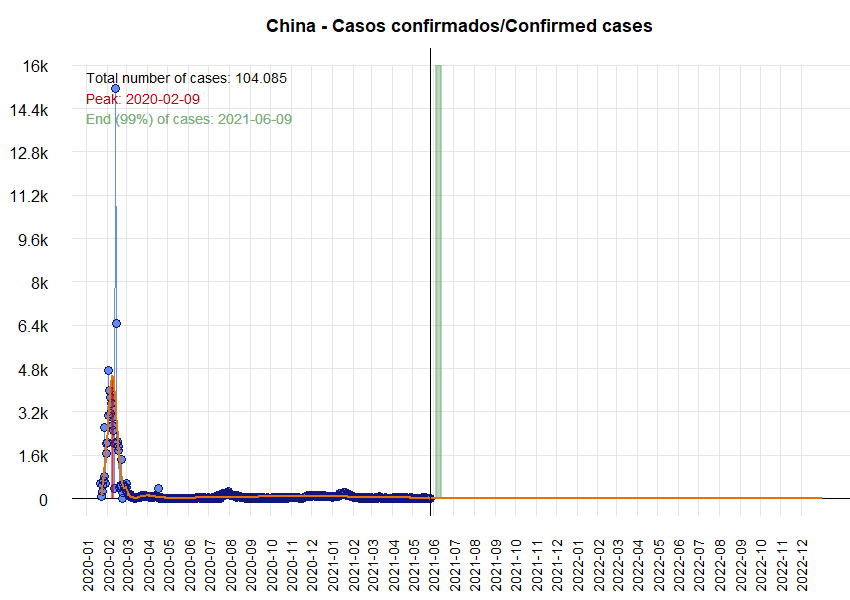 China - Casos confirmados/Confirmed cases
16k
14.4k
12.8k
11.2k
9.6k
8k
6.4k
4.8k
3.2k
1.6k
0
Total number of cases: 104.085
Peak: 2020-02-09
End (99%) of cases: 2021-06-09
2020-01
2020-02
2020-03
2020-04
2020-05
2020-06
2020-07
2020-08
2020-09
2020-10
2020-11
2020-12
2021-01
2021-02
2021-03
2021-04
2021-05
2021-06
2021-07
2021-08
2021-09
2021-10
2021-11
2021-12
2022-01
2022-02
2022-03
2022-04
2022-05
2022-06
2022-07
2022-08
2022-09
2022-10
2022-11
2022-12